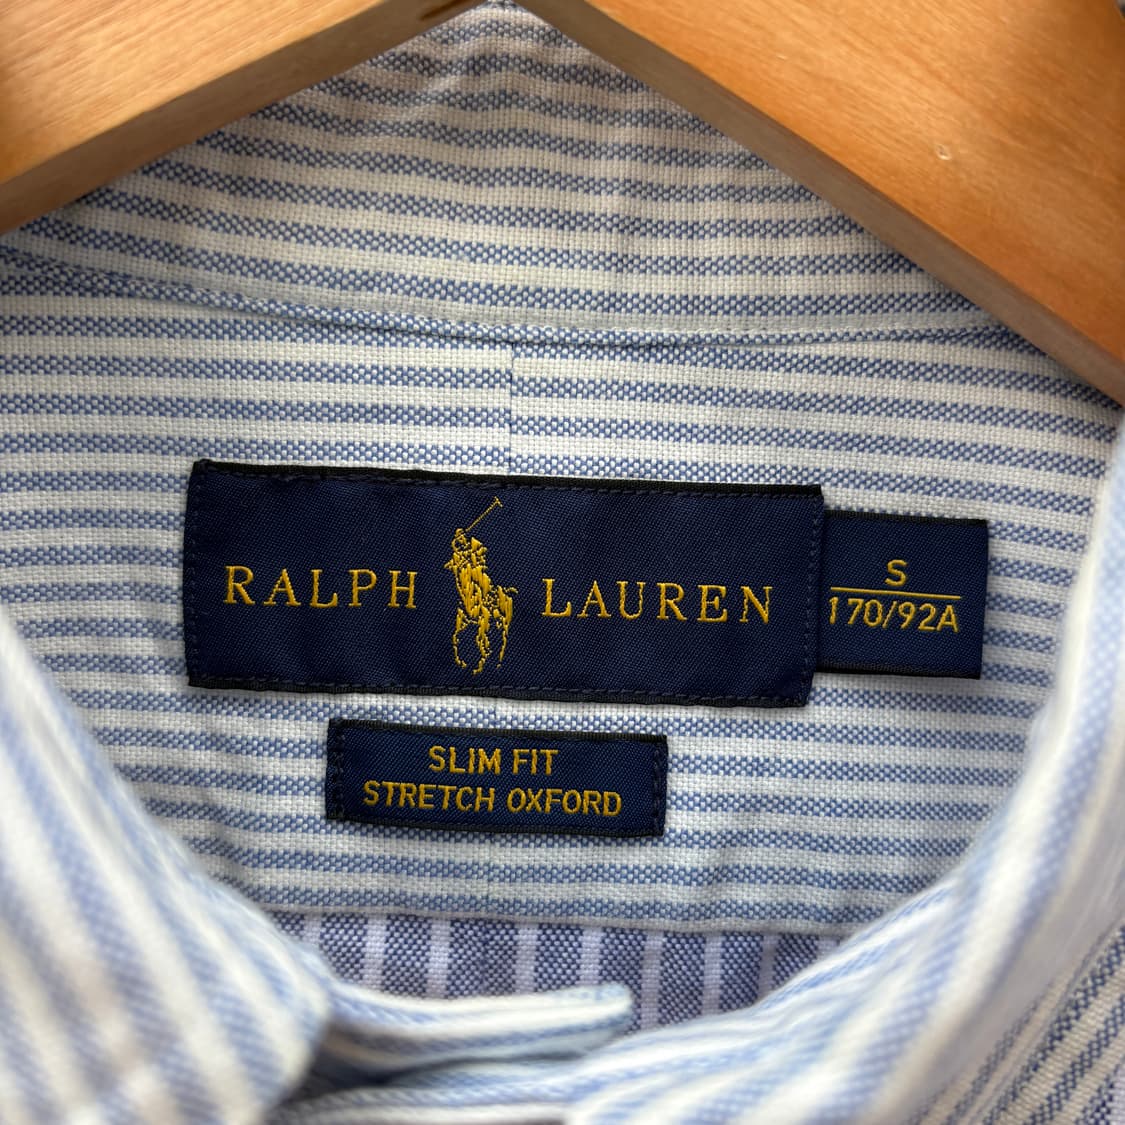 RALPH LAUREN
S
170/92A
SLIM FIT
STRETCH OXFORD